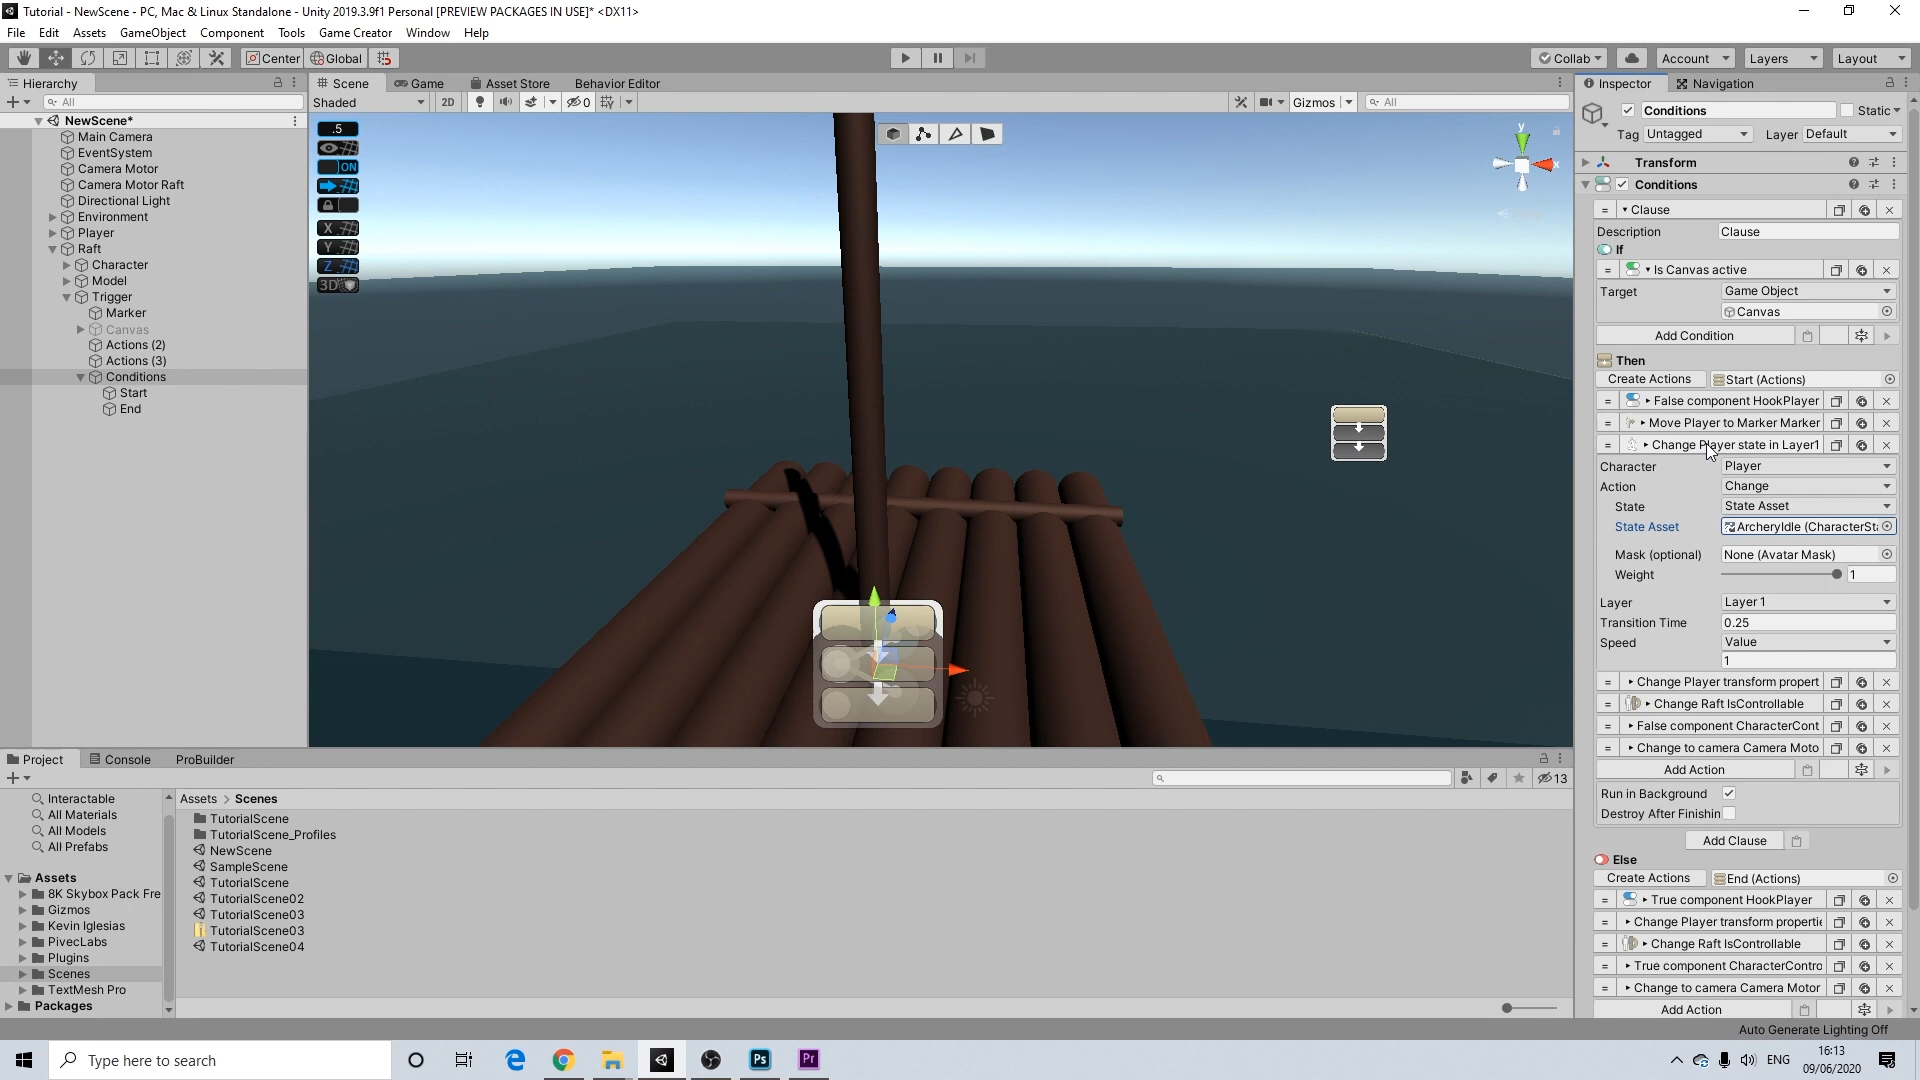 Tutorial - NewScene - PC, Mac & Linux Standalone - Unity 2019.3.9f1 Personal [PREVIEW PACKAGES IN USE]* <DX11>
File Edit Assets GameObject Component Tools Game Creator Window Help
Center Global Collab Account Layers Layout
Hierarchy
All
NewScene*
Main Camera
EventSystem
Camera Motor
Camera Motor Raft
Directional Light
Environment
Player
Raft
Character
Model
Trigger
Marker
Canvas
Actions (2)
Actions (3)
Conditions
Start
End
Scene Game Asset Store Behavior Editor
Shaded 2D 0 Gizmos All
.5
ON
X
Y
Z
3D
y
x
Inspector Navigation
Conditions Static
Tag Untagged Layer Default
Transform
Conditions
Clause
Description Clause
If
Is Canvas active
Target Game Object
Canvas
Add Condition
Then
Create Actions Start (Actions)
False component HookPlayer
Move Player to Marker Marker
Change Player state in Layer1
Character Player
Action Change
State State Asset
State Asset ArcheryIdle (CharacterSta
Mask (optional) None (Avatar Mask)
Weight 1
Layer Layer 1
Transition Time 0.25
Speed Value
1
Change Player transform propert
Change Raft IsControllable
False component CharacterCont
Change to camera Camera Moto
Add Action
Run in Background
Destroy After Finishin
Add Clause
Else
Create Actions End (Actions)
True component HookPlayer
Change Player transform propertie
Change Raft IsControllable
True component CharacterContro
Change to camera Camera Motor
Add Action
Auto Generate Lighting Off
Project Console ProBuilder
13
Interactable
All Materials
All Models
All Prefabs
Assets
8K Skybox Pack Fre
Gizmos
Kevin Iglesias
PivecLabs
Plugins
Scenes
TextMesh Pro
Packages
Assets > Scenes
TutorialScene
TutorialScene_Profiles
NewScene
SampleScene
TutorialScene
TutorialScene02
TutorialScene03
TutorialScene03
TutorialScene04
Type here to search
Ps
Pr
ENG
16:13
09/06/2020